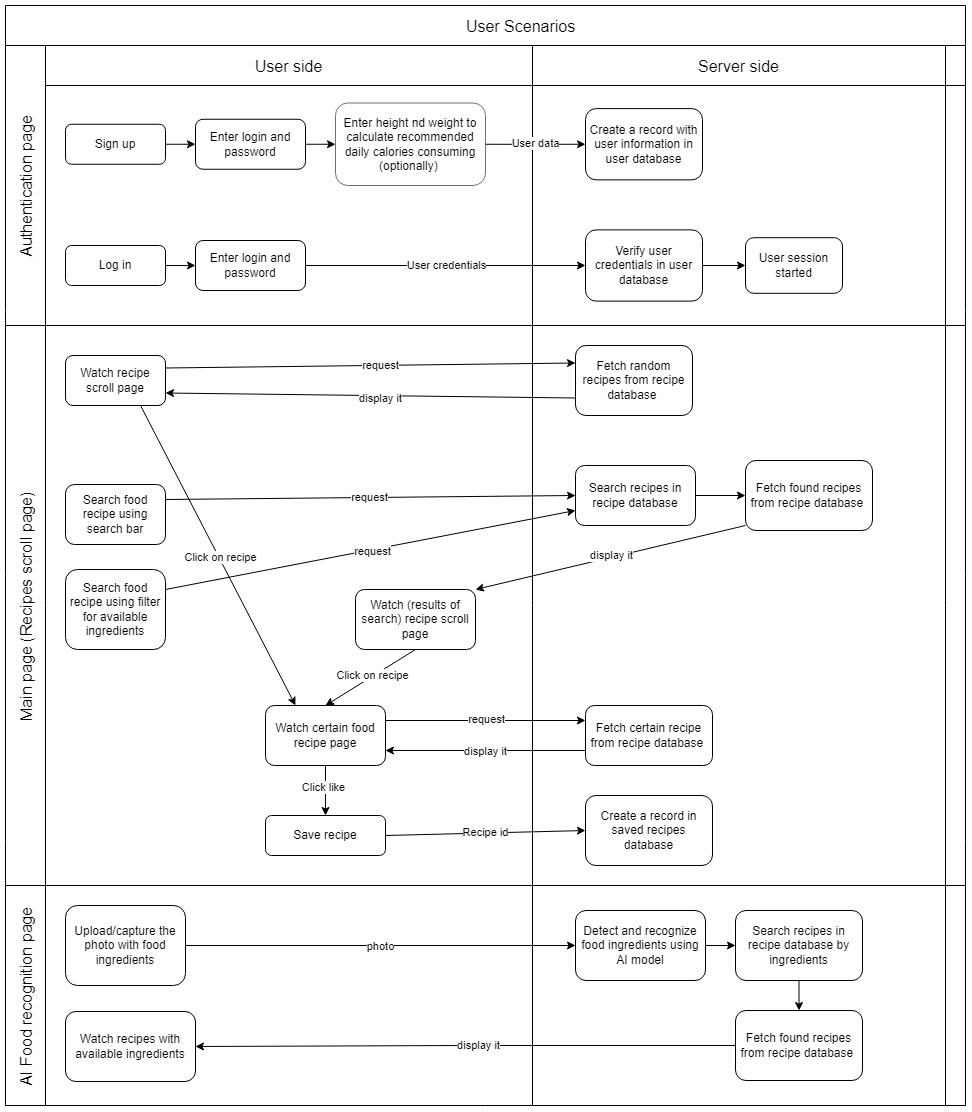 User Scenarios
User side
Server side
Authentication page
Sign up
Enter login and
password
Enter height nd weight to
calculate recommended
daily calories consuming
(optionally)
User data
Create a record with
user information in
user database
Log in
Enter login and
password
User credentials
Verify user
credentials in user
database
User session
started
Main page (Recipes scroll page)
Watch recipe
scroll page
request
display it
Fetch random
recipes from recipe
database
Search food
recipe using
search bar
request
Search recipes in
recipe database
Fetch found recipes
from recipe database
Click on recipe
request
display it
Search food
recipe using filter
for available
ingredients
Watch (results of
search) recipe scroll
page
Click on recipe
Watch certain food
recipe page
request
display it
Fetch certain recipe
from recipe database
Click like
Save recipe
Recipe id
Create a record in
saved recipes
database
AI Food recognition page
Upload/capture the
photo with food
ingredients
photo
Detect and recognize
food ingredients using
AI model
Search recipes in
recipe database by
ingredients
Watch recipes with
available ingredients
display it
Fetch found recipes
from recipe database